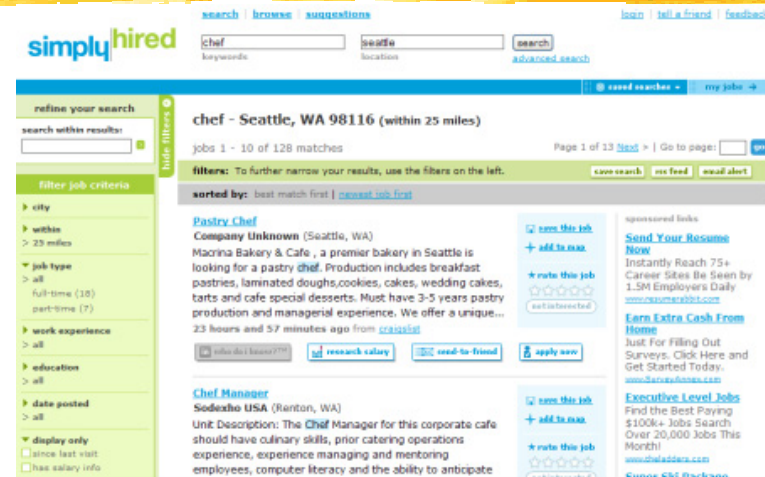 search | browse | suggestions
login | tell a friend | feedback
simplyhired
chef
seattle
search
keywords
location
advanced search
saved searches
my jobs
refine your search
search within results:
hide filters
filter job criteria
city
within
> 25 miles
job type
> all
full-time (18)
part-time (7)
work experience
> all
education
> all
date posted
> all
display only
since last visit
has salary info
chef - Seattle, WA 98116 (within 25 miles)
jobs 1 - 10 of 128 matches
Page 1 of 13 Next > | Go to page:
go
filters: To further narrow your results, use the filters on the left.
save search
rss feed
email alert
sorted by: best match first | newest job first
Pastry Chef
Company Unknown (Seattle, WA)
Macrina Bakery & Cafe , a premier bakery in Seattle is
looking for a pastry chef. Production includes breakfast
pastries, laminated doughs,cookies, cakes, wedding cakes,
tarts and cafe special desserts. Must have 3-5 years pastry
production and managerial experience. We offer a unique...
23 hours and 57 minutes ago from craigslist
who do i know?™
research salary
send-to-friend
apply now
save this job
add to map
rate this job
not interested
Chef Manager
Sodexho USA (Renton, WA)
Unit Description: The Chef Manager for this corporate cafe
should have culinary skills, prior catering operations
experience, experience managing and mentoring
employees, computer literacy and the ability to anticipate
save this job
add to map
rate this job
sponsored links
Send Your Resume
Now
Instantly Reach 75+
Career Sites Be Seen by
1.5M Employers Daily
www.resumerabbit.com
Earn Extra Cash From
Home
Just For Filling Out
Surveys. Click Here and
Get Started Today.
www.SurveyAnnex.com
Executive Level Jobs
Find the Best Paying
$100k+ Jobs Search
Over 20,000 Jobs This
Month!
www.theladders.com